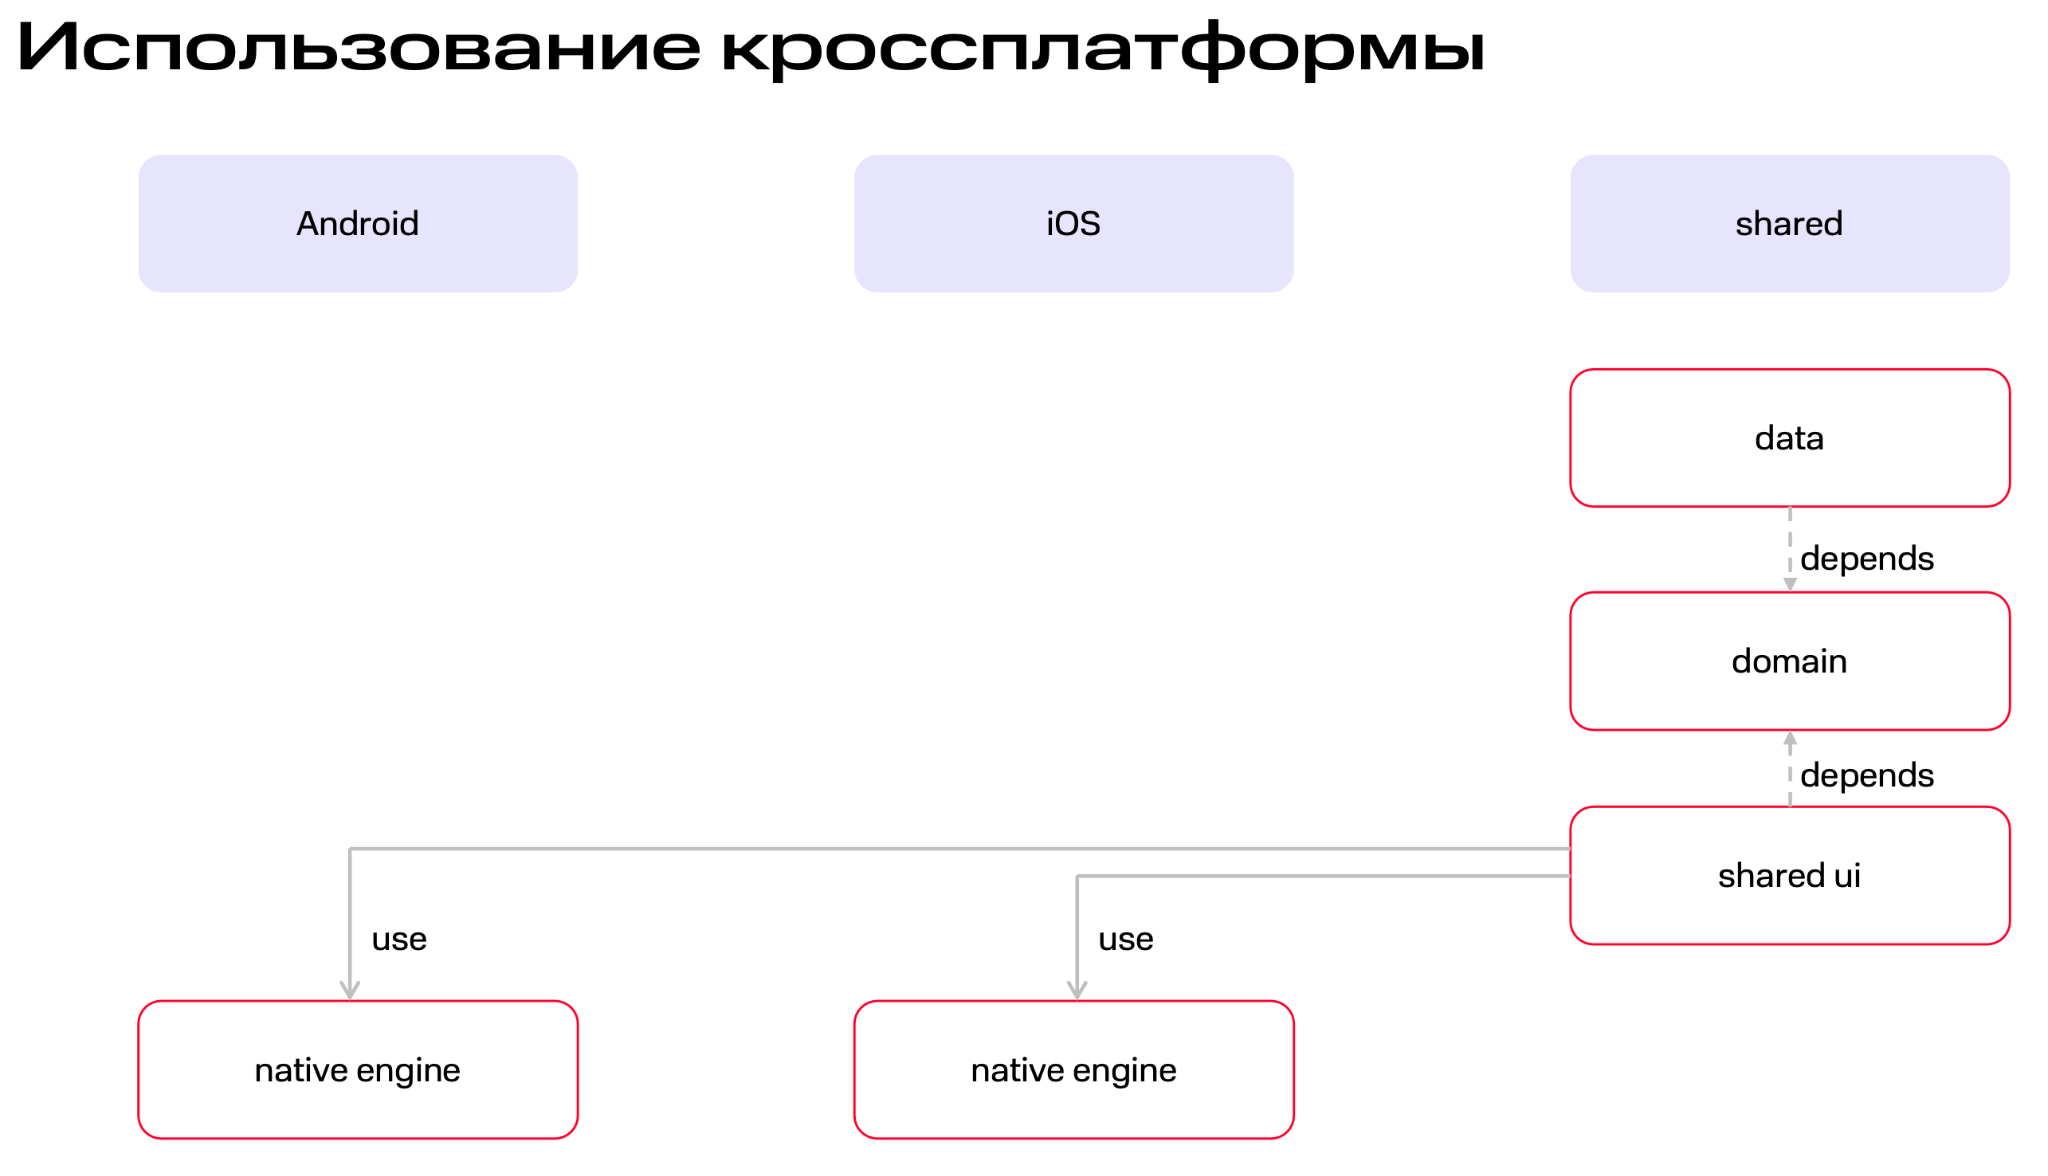 Использование кроссплатформы
Android
iOS
shared
data
depends
domain
depends
shared ui
use
use
native engine
native engine